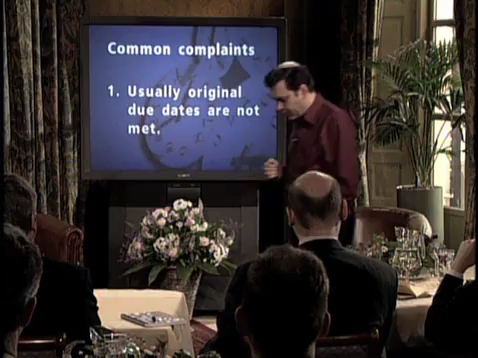 Common complaints
1. Usually original
due dates are not
met.